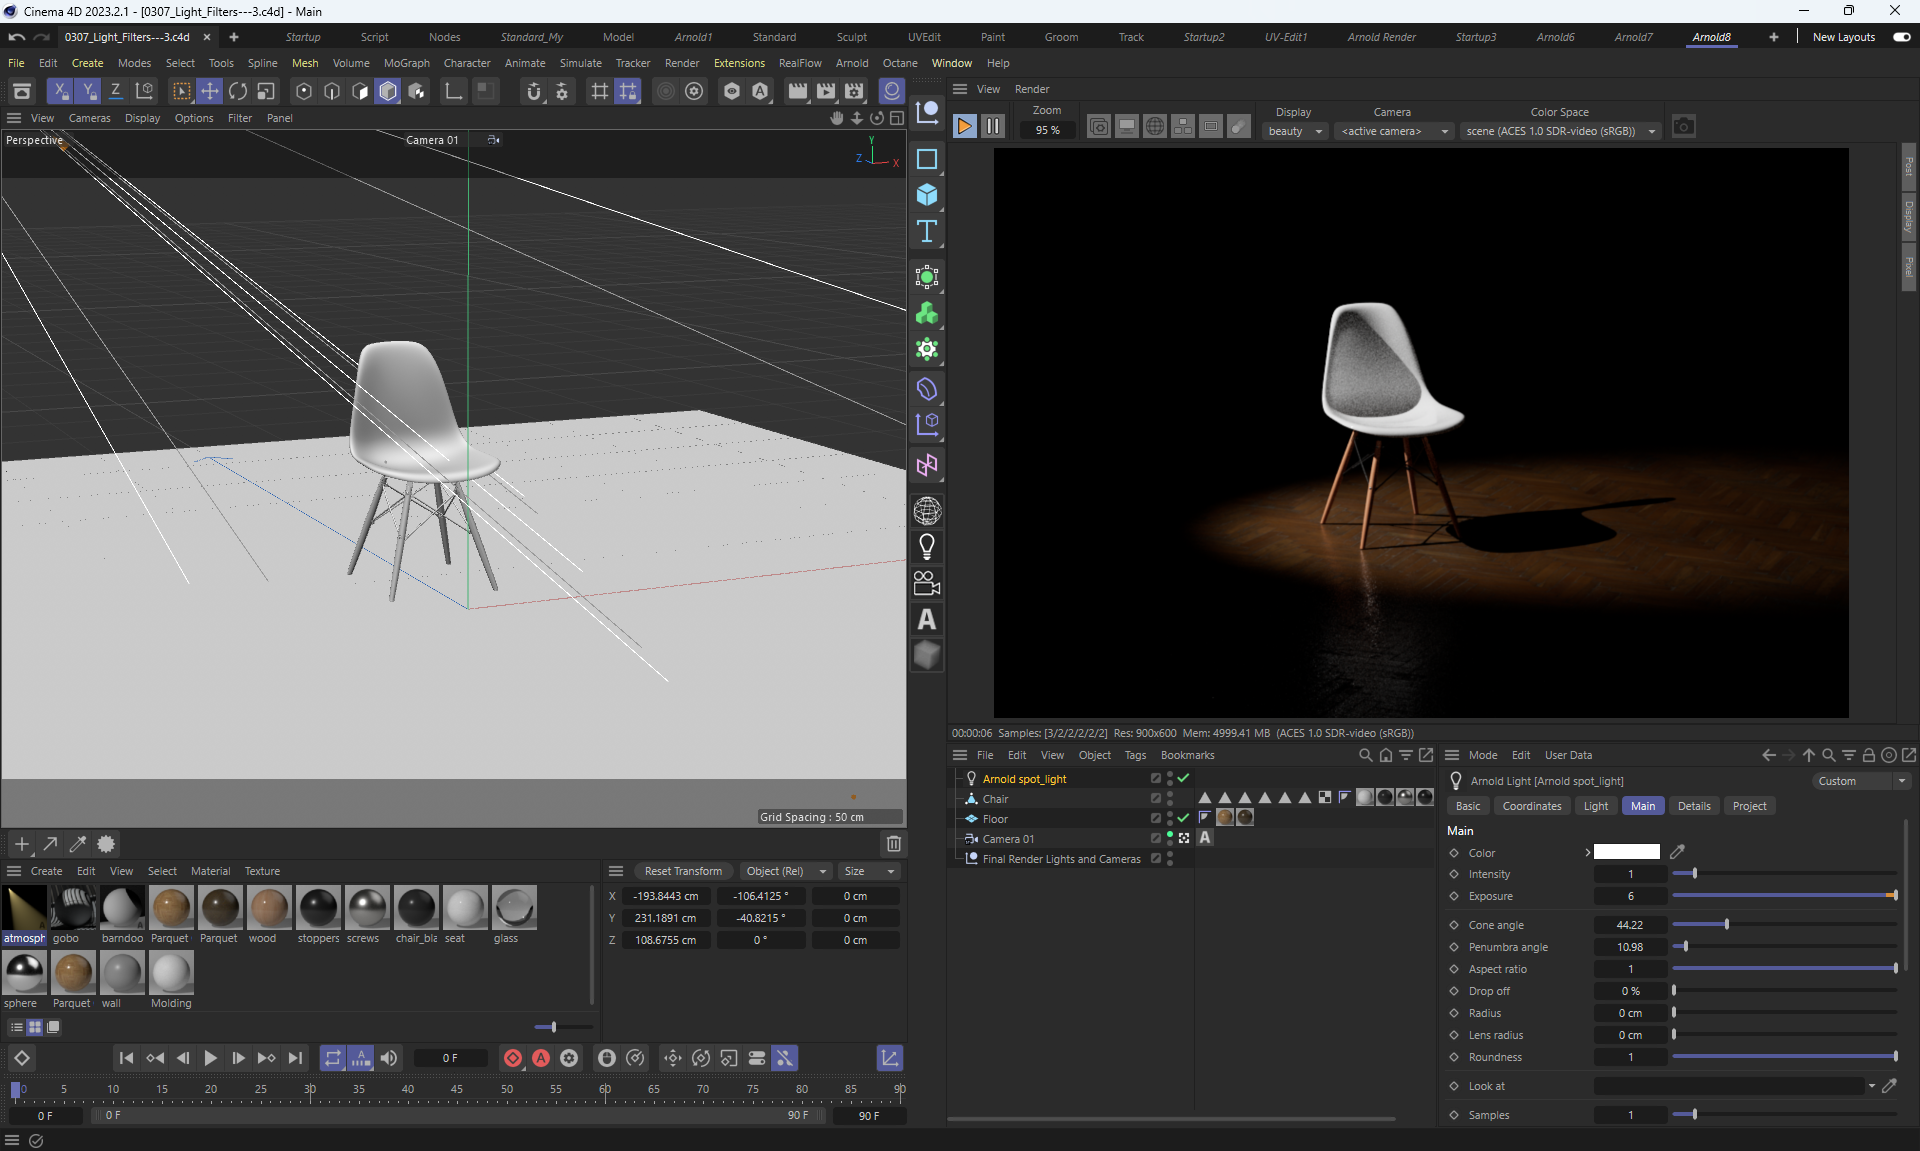 Cinema 4D 2023.2.1 - [0307_Light_Filters---3.c4d] - Main
0307_Light_Filters---3.c4d Startup Script Nodes Standard_My Model Arnold1 Standard Sculpt UVEdit Paint Groom Track Startup2 UV-Edit1 Arnold Render Startup3 Arnold6 Arnold7 Arnold8 New Layouts
File Edit Create Modes Select Tools Spline Mesh Volume MoGraph Character Animate Simulate Tracker Render Extensions RealFlow Arnold Octane Window Help
View Render
View Cameras Display Options Filter Panel
Zoom
95 %
Display
beauty
Camera
<active camera>
Color Space
scene (ACES 1.0 SDR-video (sRGB))
Perspective
Camera 01
Y
Z
X
Grid Spacing : 50 cm
Post
Display
Pixel
00:00:06 Samples: [3/2/2/2/2/2] Res: 900x600 Mem: 4999.41 MB (ACES 1.0 SDR-video (sRGB))
File Edit View Object Tags Bookmarks
Arnold spot_light
Chair
Floor
Camera 01
Final Render Lights and Cameras
Mode Edit User Data
Arnold Light [Arnold spot_light]
Custom
Basic Coordinates Light Main Details Project
Main
Color
Intensity 1
Exposure 6
Cone angle 44.22
Penumbra angle 10.98
Aspect ratio 1
Drop off 0 %
Radius 0 cm
Lens radius 0 cm
Roundness 1
Look at
Samples 1
Create Edit View Select Material Texture
atmosph gobo barndoo Parquet Parquet wood stoppers screws chair_bla seat glass
sphere Parquet wall Molding
Reset Transform Object (Rel) Size
X -193.8443 cm -106.4125 ° 0 cm
Y 231.1891 cm -40.8215 ° 0 cm
Z 108.6755 cm 0 ° 0 cm
0 F
0 5 10 15 20 25 30 35 40 45 50 55 60 65 70 75 80 85 90
0 F 0 F 90 F 90 F